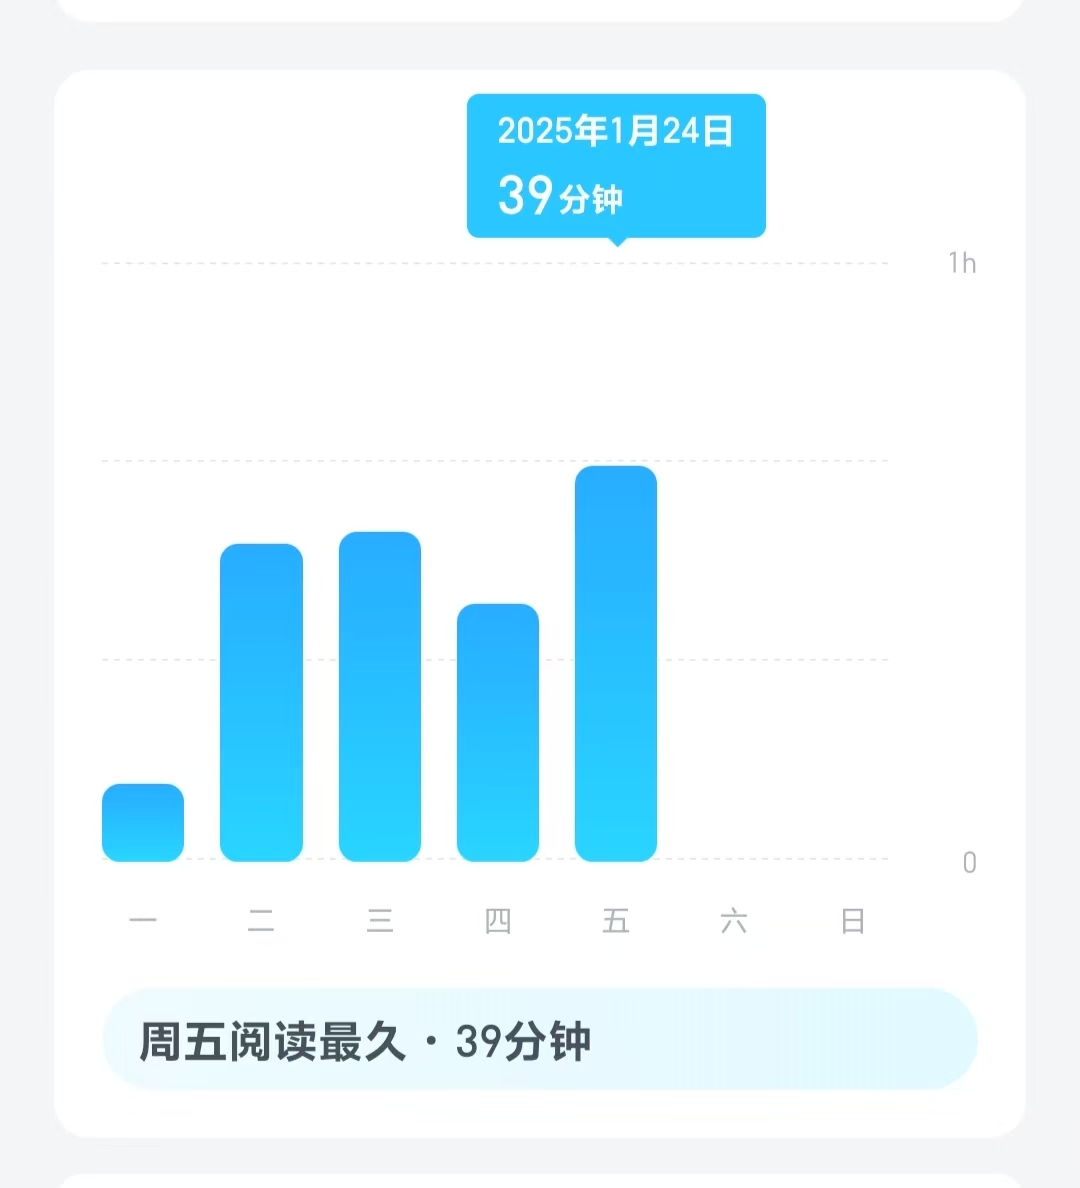 2025年1月24日
39分钟
1h
0
一 二 三 四 五 六 日
周五阅读最久·39分钟